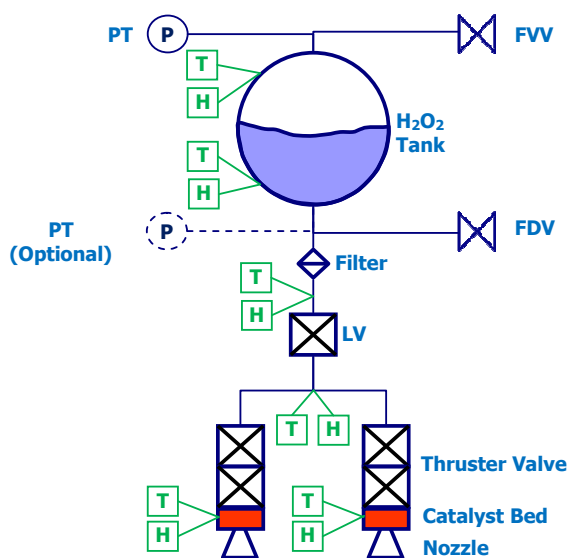 PT P FVV
T
H
H₂O₂
Tank
T
H
PT
(Optional) P FDV
Filter
T
H
LV
T H
Thruster Valve
T T
H H
Catalyst Bed
Nozzle